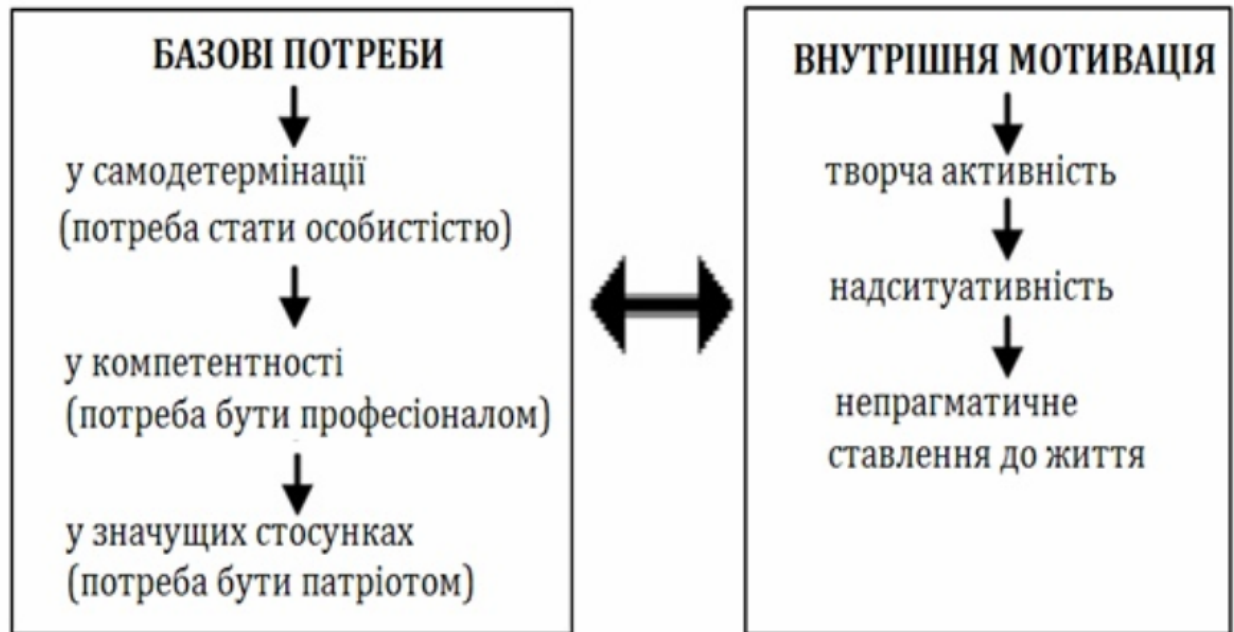 БАЗОВІ ПОТРЕБИ
у самодетермінації
(потреба стати особистістю)
у компетентності
(потреба бути професіоналом)
у значущих стосунках
(потреба бути патріотом)
ВНУТРІШНЯ МОТИВАЦІЯ
творча активність
надситуативність
непрагматичне
ставлення до життя